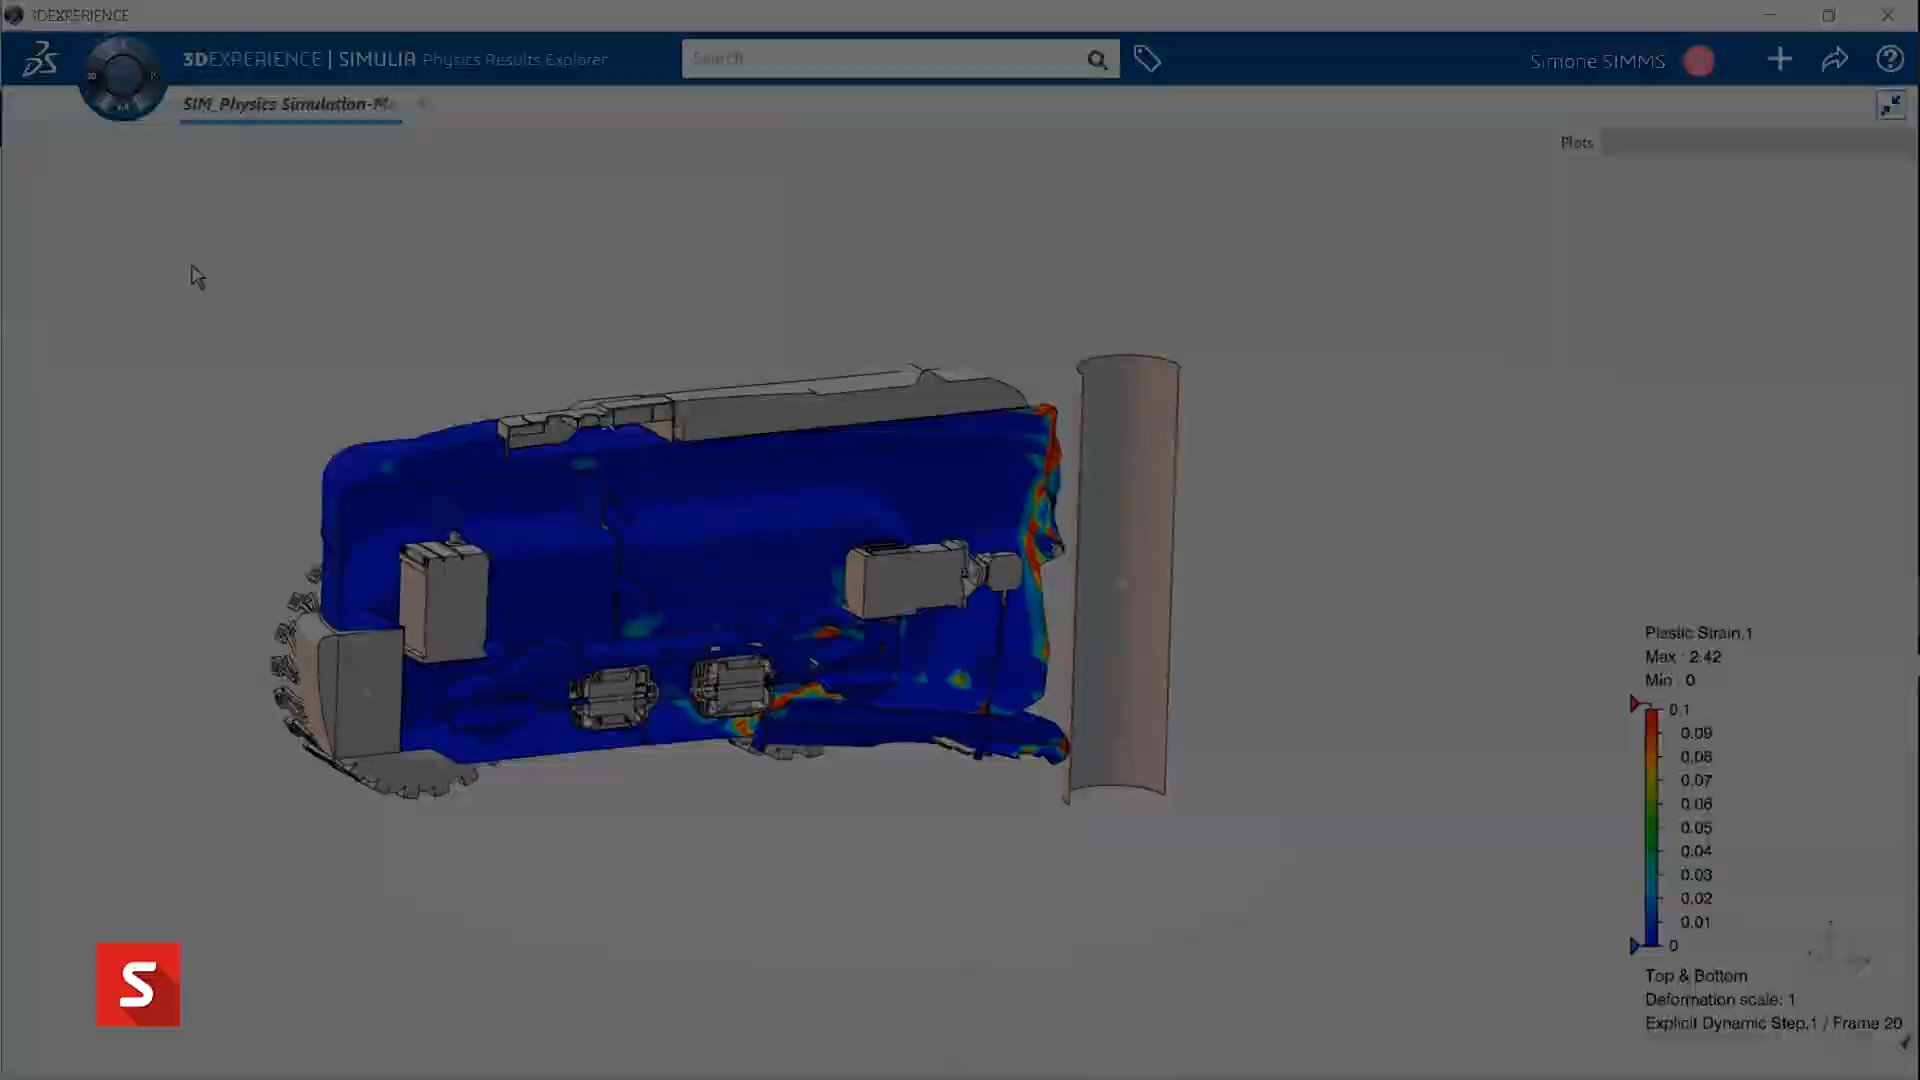 3DEXPERIENCE
3DEXPERIENCE | SIMULIA Physics Results Explorer
Search
Simone SIMMS
SIM_Physics Simulation-Me
Plots
Plastic Strain.1
Max : 2.42
Min : 0
0.1
0.09
0.08
0.07
0.06
0.05
0.04
0.03
0.02
0.01
0
Top & Bottom
Deformation scale: 1
Explicit Dynamic Step.1 / Frame 20
S